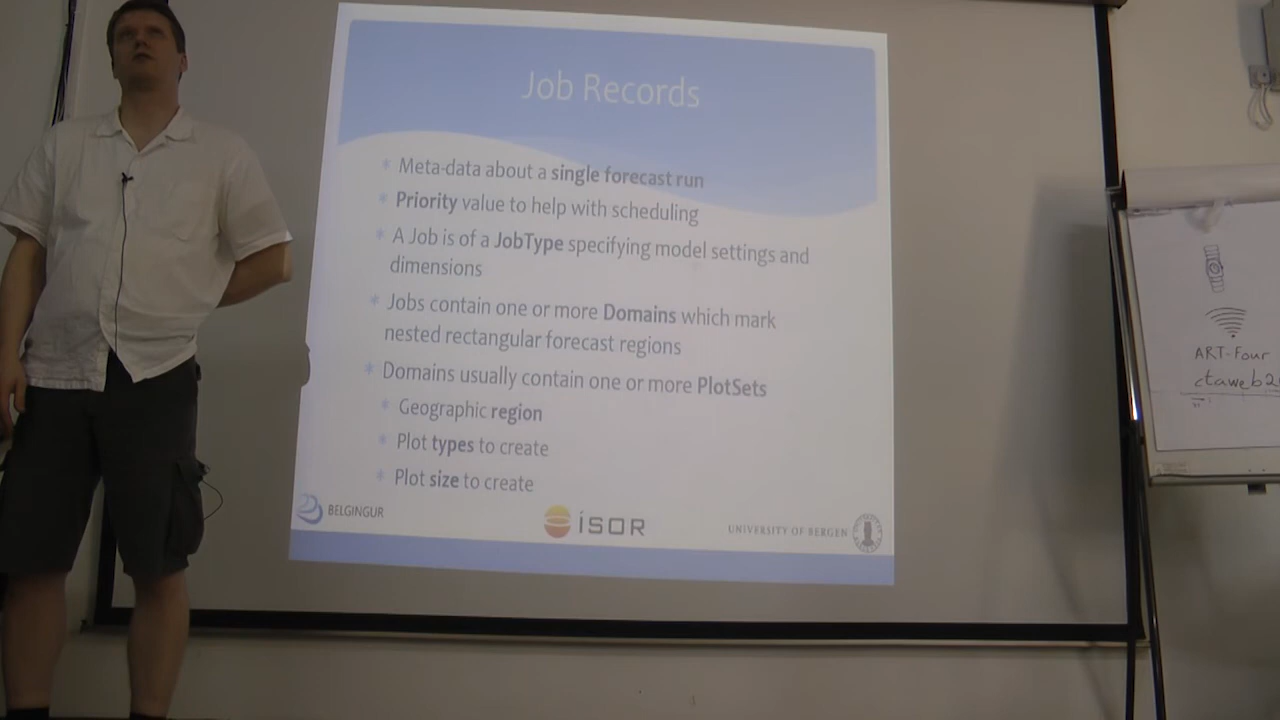 Job Records
* Meta-data about a single forecast run
* Priority value to help with scheduling
* A Job is of a JobType specifying model settings and
dimensions
* Jobs contain one or more Domains which mark
nested rectangular forecast regions
* Domains usually contain one or more PlotSets
* Geographic region
* Plot types to create
* Plot size to create
BELGINGUR
ÍSOR
UNIVERSITY OF BERGEN
ART-Four